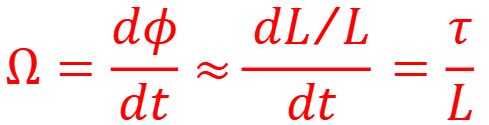 Ω = dϕ/dt ≈ (dL/L)/dt = τ/L